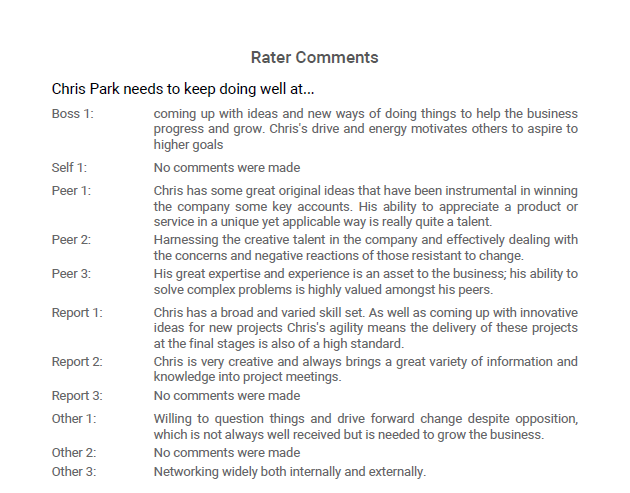 Rater Comments
Chris Park needs to keep doing well at...
Boss 1: coming up with ideas and new ways of doing things to help the business
progress and grow. Chris's drive and energy motivates others to aspire to
higher goals
Self 1: No comments were made
Peer 1: Chris has some great original ideas that have been instrumental in winning
the company some key accounts. His ability to appreciate a product or
service in a unique yet applicable way is really quite a talent.
Peer 2: Harnessing the creative talent in the company and effectively dealing with
the concerns and negative reactions of those resistant to change.
Peer 3: His great expertise and experience is an asset to the business; his ability to
solve complex problems is highly valued amongst his peers.
Report 1: Chris has a broad and varied skill set. As well as coming up with innovative
ideas for new projects Chris's agility means the delivery of these projects
at the final stages is also of a high standard.
Report 2: Chris is very creative and always brings a great variety of information and
knowledge into project meetings.
Report 3: No comments were made
Other 1: Willing to question things and drive forward change despite opposition,
which is not always well received but is needed to grow the business.
Other 2: No comments were made
Other 3: Networking widely both internally and externally.